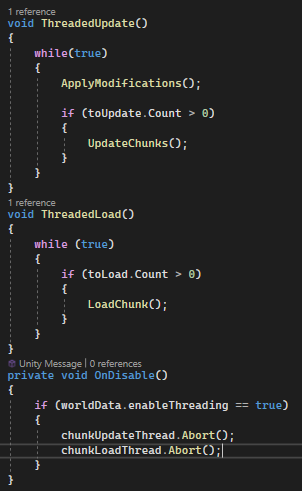 1 reference
void ThreadedUpdate()
{
while(true)
{
ApplyModifications();
if (toUpdate.Count > 0)
{
UpdateChunks();
}
}
}
1 reference
void ThreadedLoad()
{
while (true)
{
if (toLoad.Count > 0)
{
LoadChunk();
}
}
}
Unity Message | 0 references
private void OnDisable()
{
if (worldData.enableThreading == true)
{
chunkUpdateThread.Abort();
chunkLoadThread.Abort();
}
}